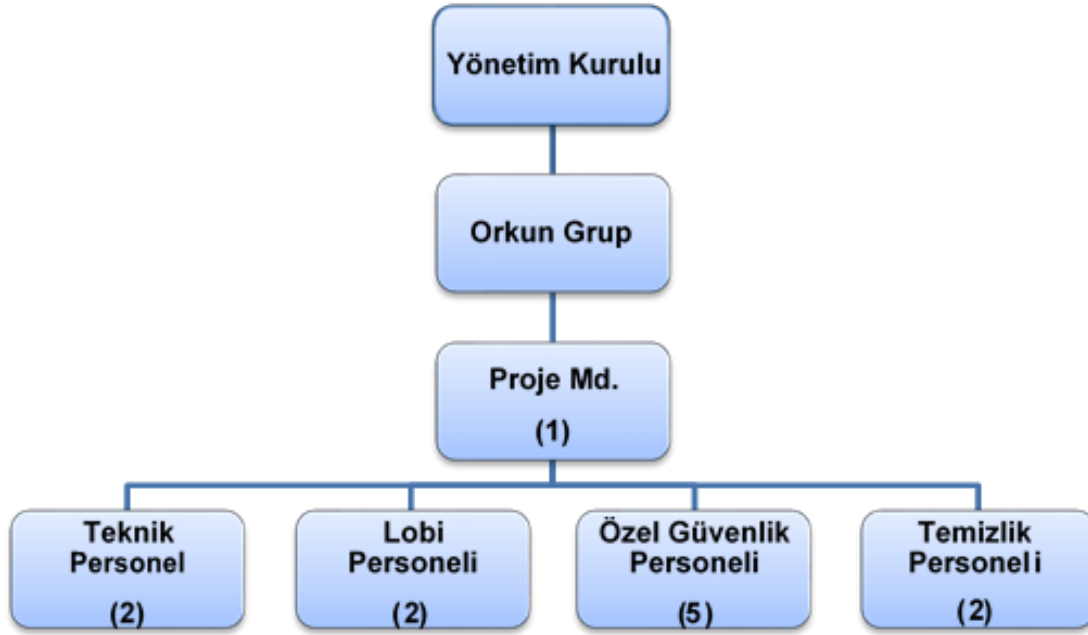 Yönetim Kurulu
Orkun Grup
Proje Md.
(1)
Teknik
Personel
(2)
Lobi
Personeli
(2)
Özel Güvenlik
Personeli
(5)
Temizlik
Personeli
(2)